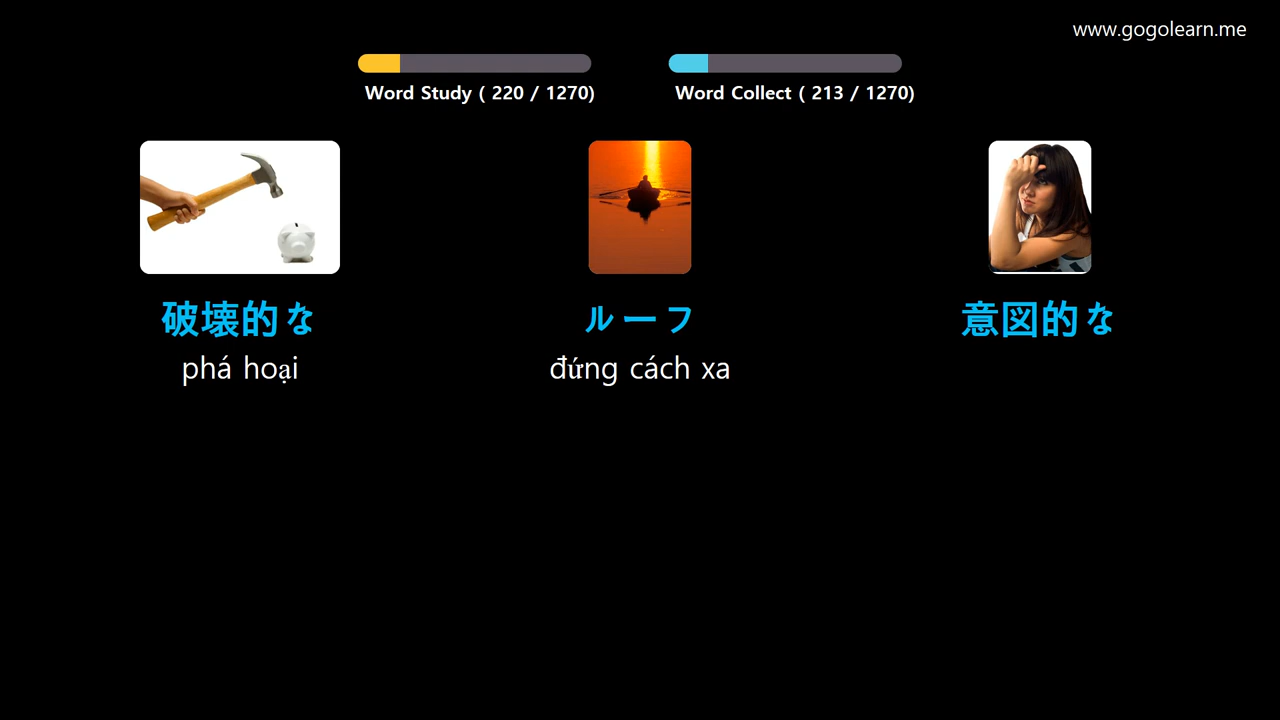 www.gogolearn.me
Word Study ( 220 / 1270)
Word Collect ( 213 / 1270)
破壊的な
ルーフ
意図的な
phá hoại
đứng cách xa